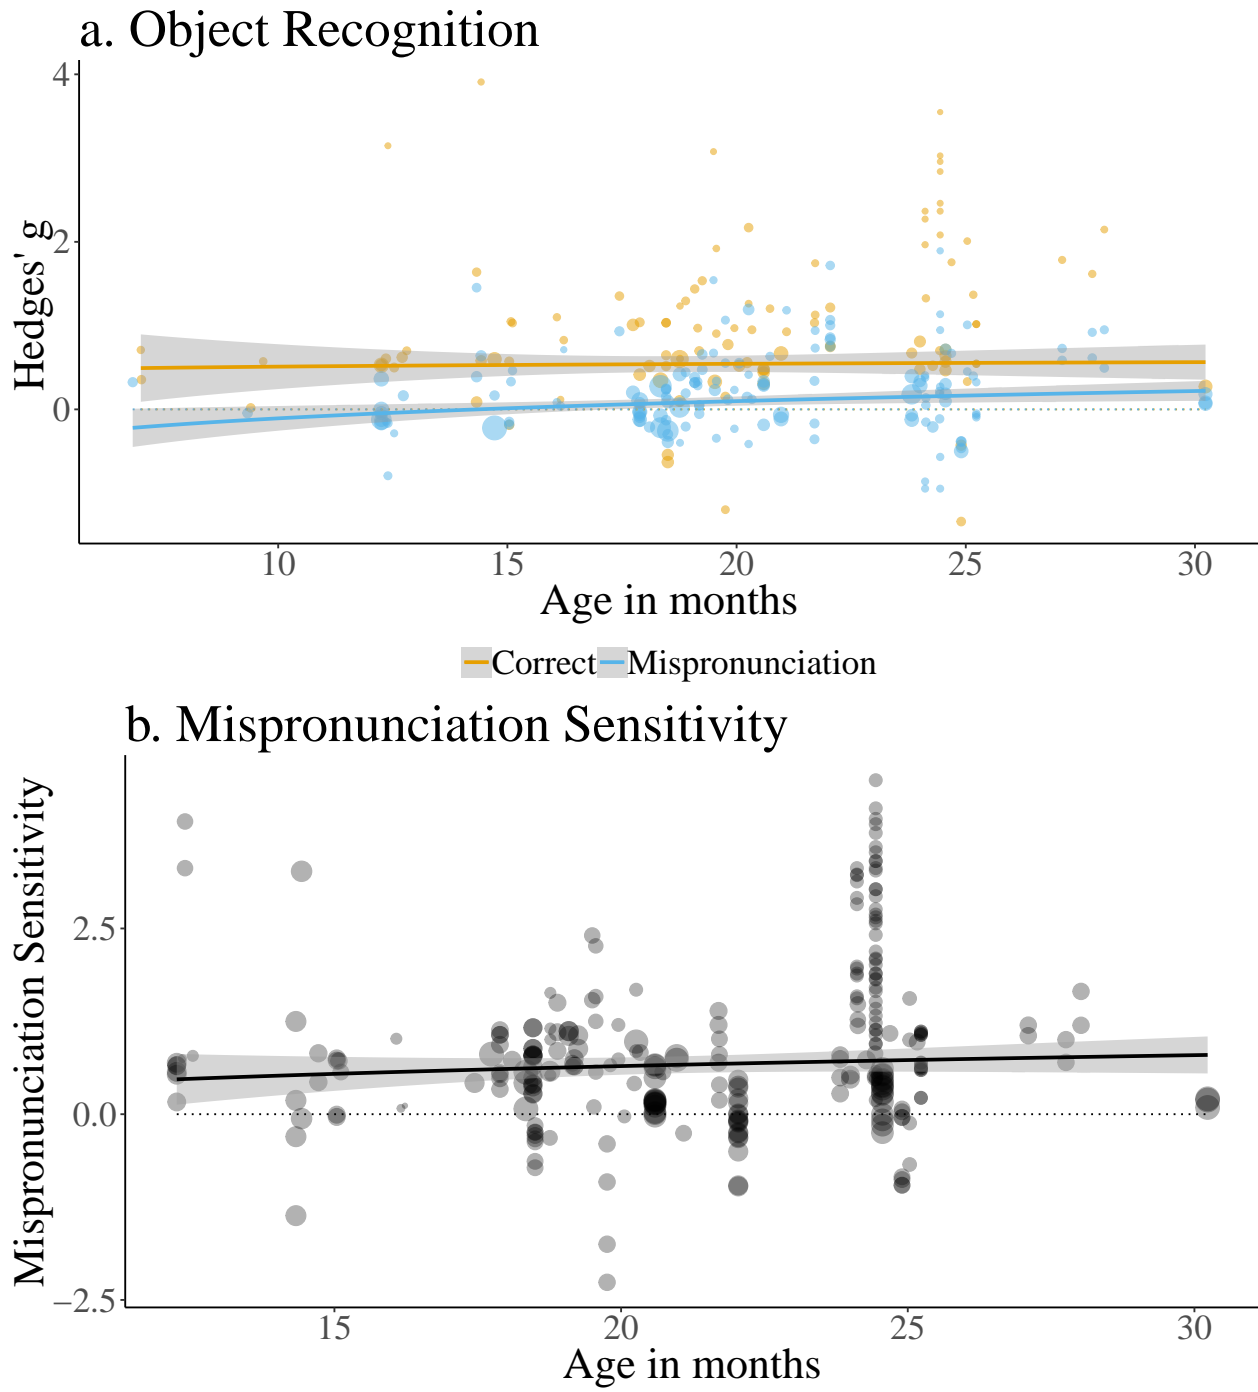 a. Object Recognition
Hedges' g
4
2
0
10 15 20 25 30
Age in months
Correct Mispronunciation
b. Mispronunciation Sensitivity
Mispronunciation Sensitivity
2.5
0.0
−2.5
15 20 25 30
Age in months